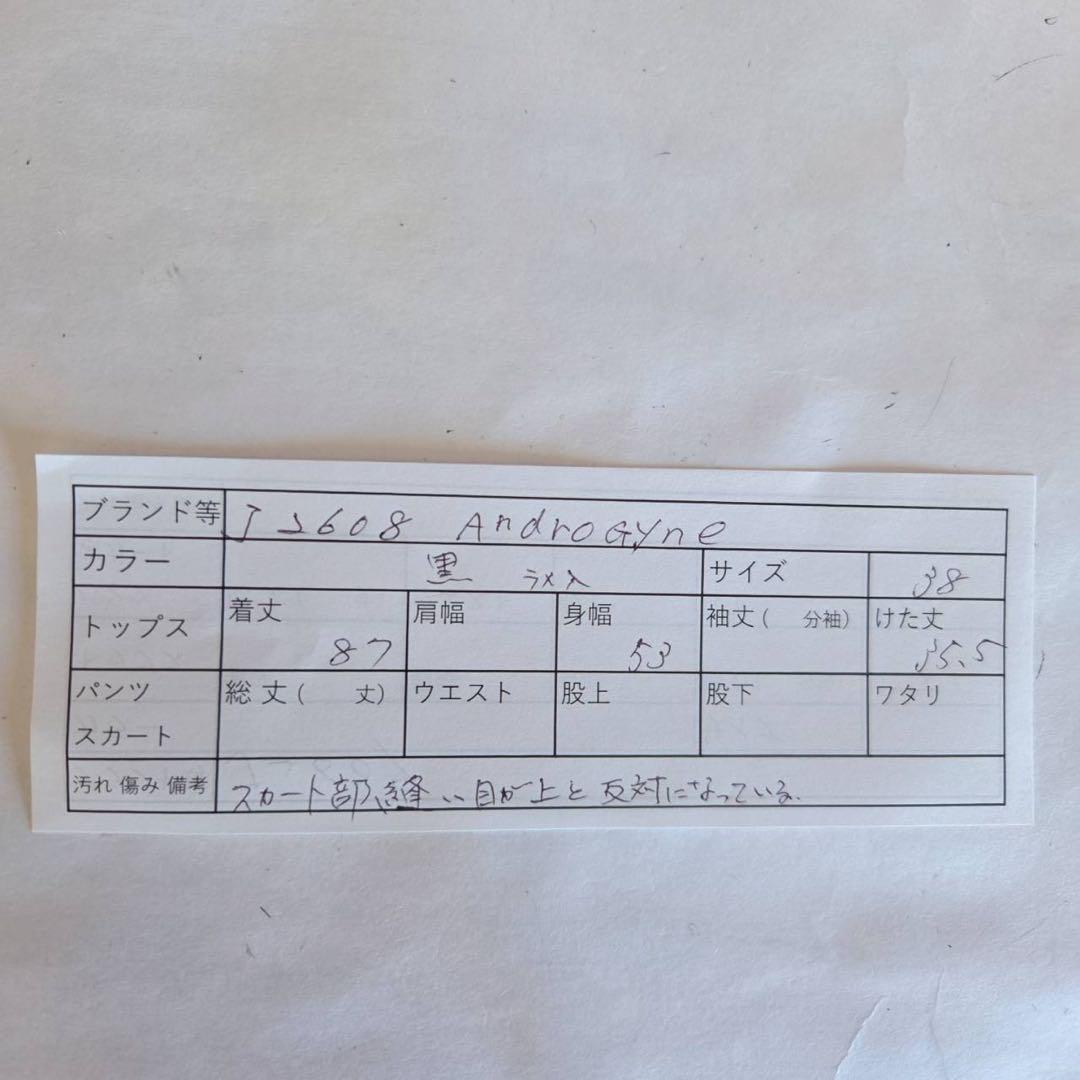 ブランド等 J2608 AndroGyne
カラー 黒 ラメ入 サイズ 38
トップス 着丈 87 肩幅 身幅 53 袖丈( 分袖) けた丈 35.5
パンツ 総丈( 丈) ウエスト 股上 股下 ワタリ
スカート
汚れ 傷み 備考 スカート部、縫い目が上と反対になっている。